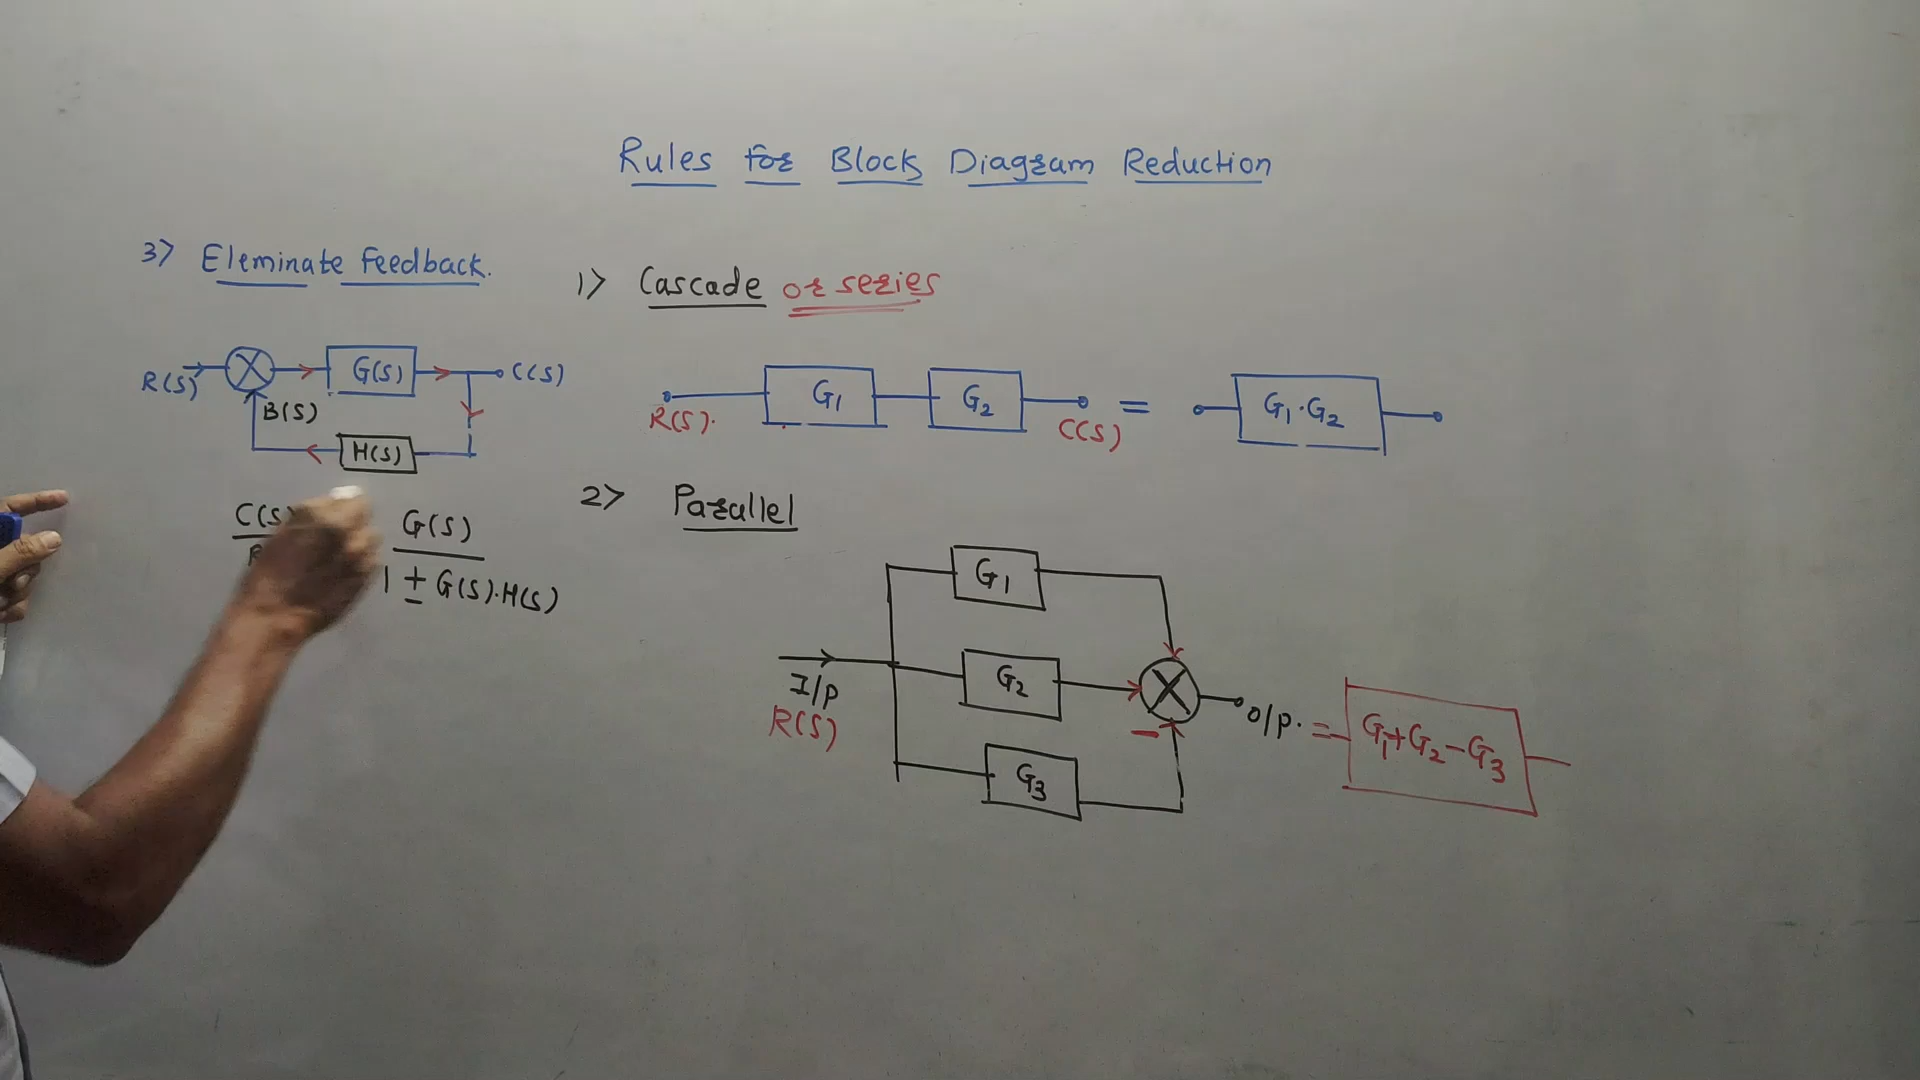 Rules for Block Diagram Reduction
3> Eleminate Feedback.
R(S) G(S) C(S)
B(S)
H(S)
C(S) G(S)
1 ± G(S).H(S)
1> Cascade or series
R(S). G1 G2 C(S) = G1.G2
2> Parallel
G1
I/p G2 O/p. = G1+G2-G3
R(S) -
G3